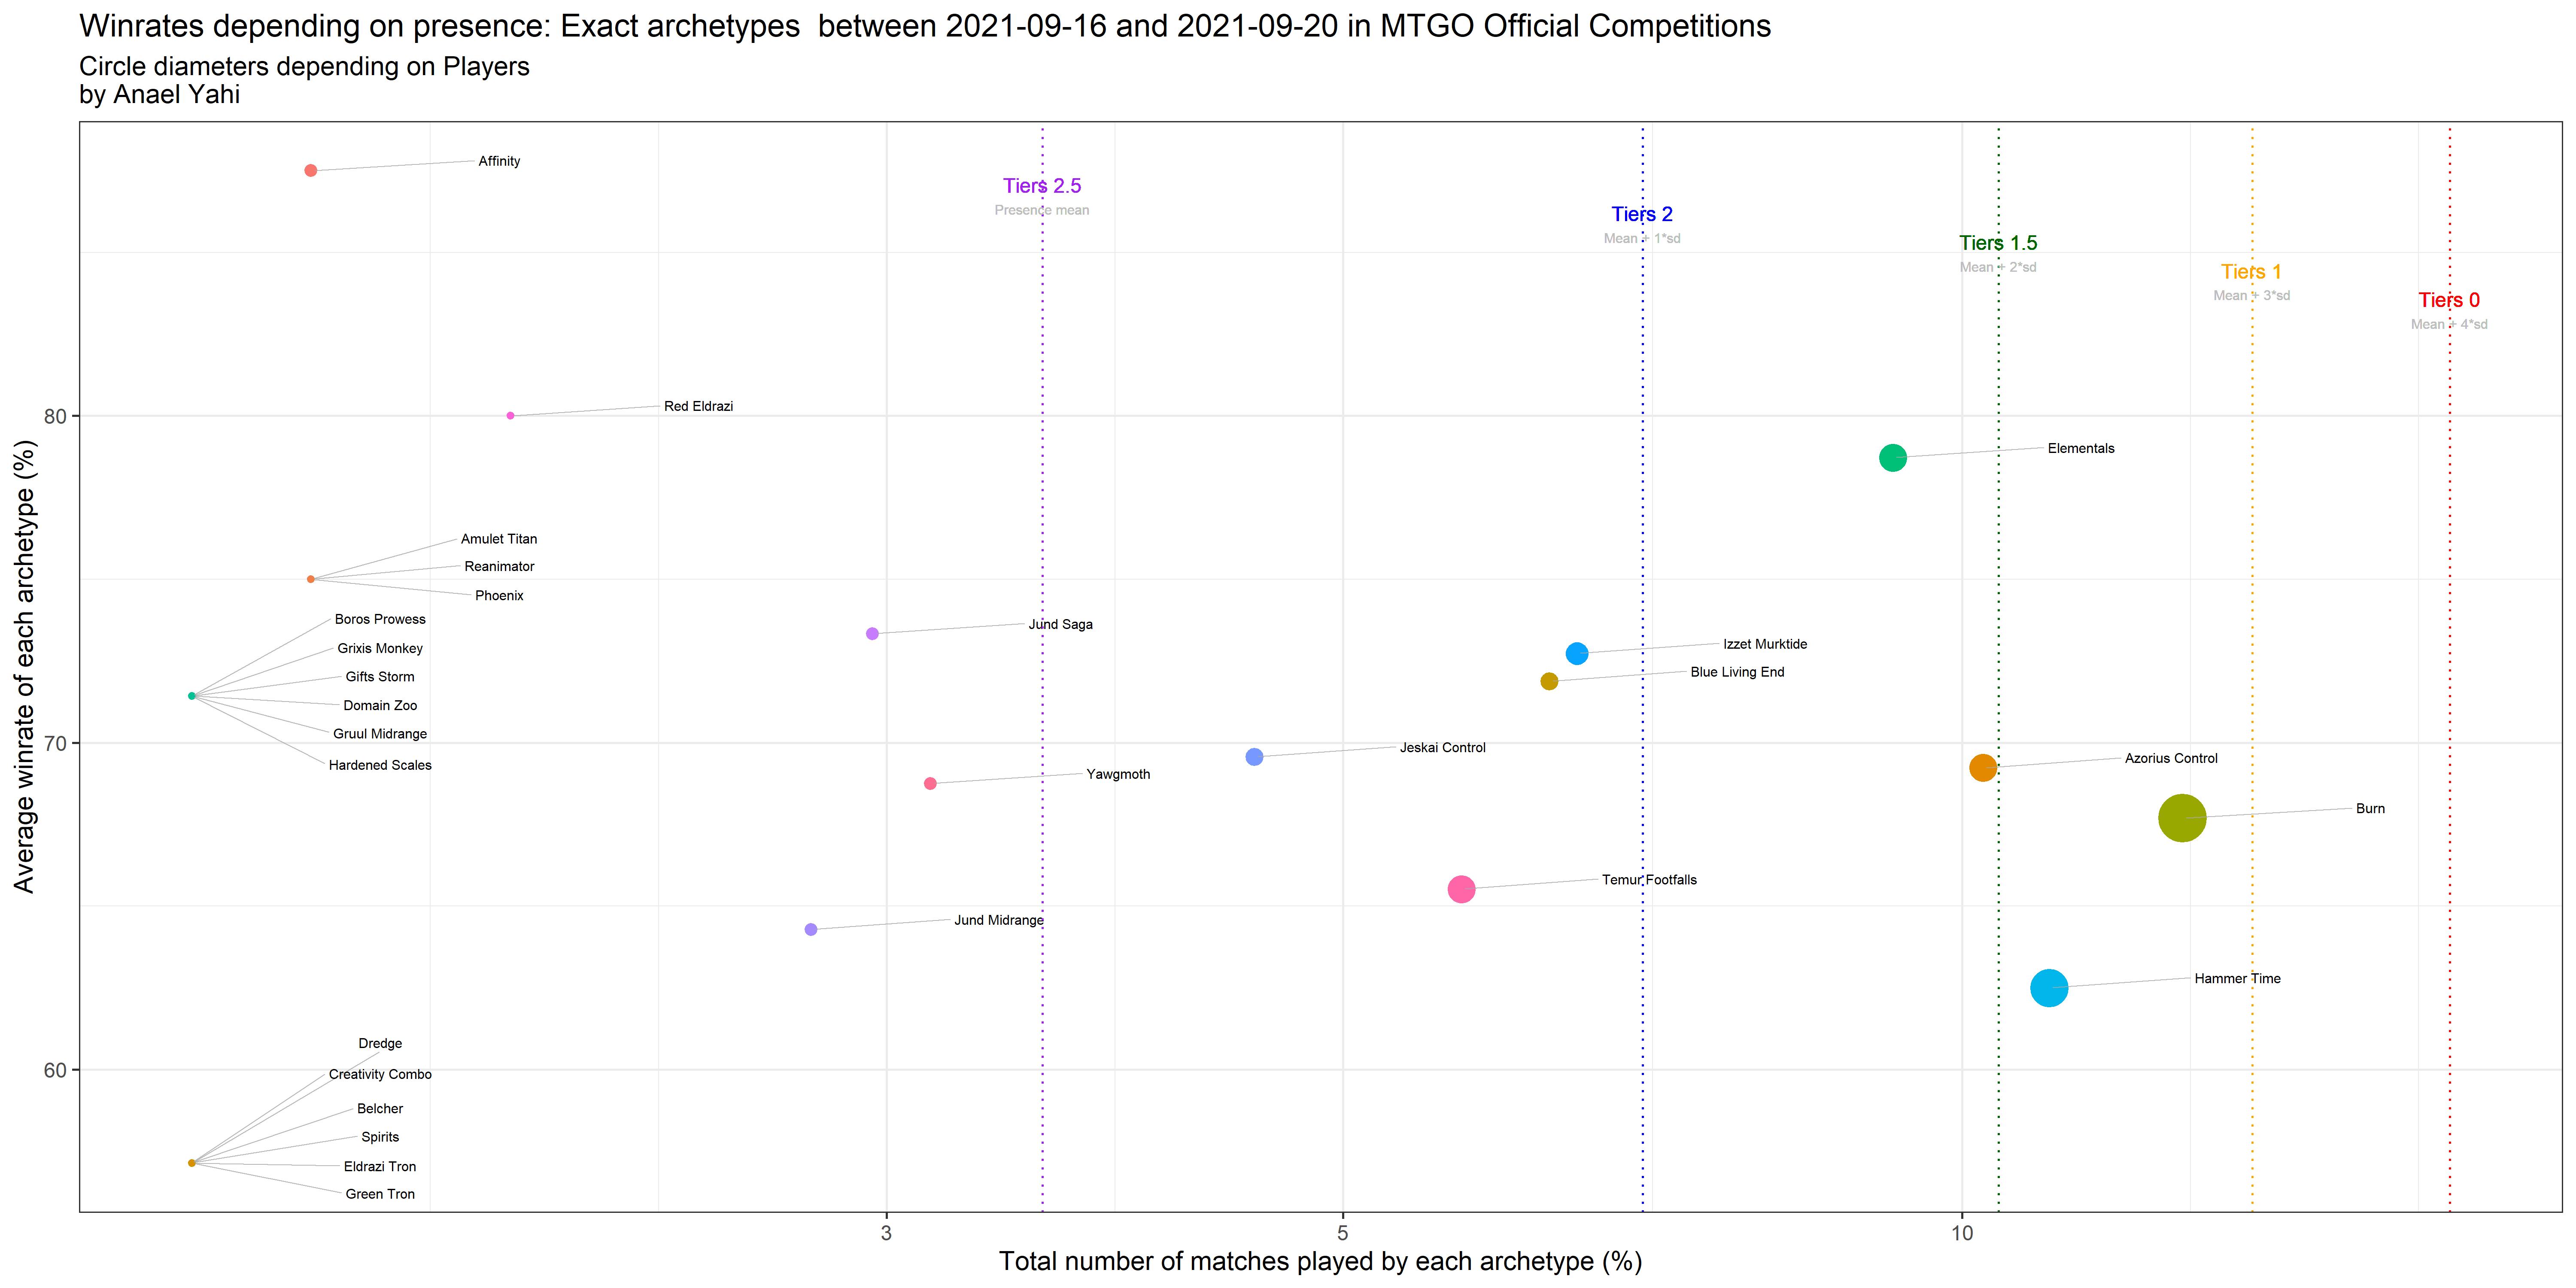 Winrates depending on presence: Exact archetypes  between 2021-09-16 and 2021-09-20 in MTGO Official Competitions
Circle diameters depending on Players
by Anael Yahi
Affinity
Tiers 2.5
Presence mean
Tiers 2
Mean + 1*sd
Tiers 1.5
Mean + 2*sd
Tiers 1
Mean + 3*sd
Tiers 0
Mean + 4*sd
Red Eldrazi
80
Elementals
Amulet Titan
Reanimator
Phoenix
Boros Prowess
Jund Saga
Grixis Monkey
Izzet Murktide
Gifts Storm
Blue Living End
Domain Zoo
Gruul Midrange
70
Jeskai Control
Hardened Scales
Yawgmoth
Azorius Control
Burn
Temur Footfalls
Jund Midrange
Hammer Time
Dredge
60
Creativity Combo
Belcher
Spirits
Eldrazi Tron
Green Tron
Average winrate of each archetype (%)
3
5
10
Total number of matches played by each archetype (%)